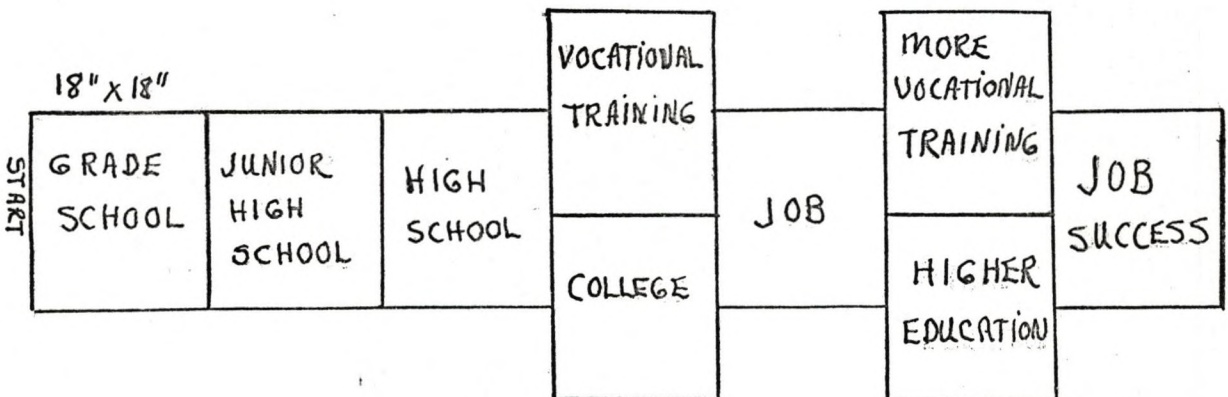 18" x 18"
START
GRADE
SCHOOL
JUNIOR
HIGH
SCHOOL
HIGH
SCHOOL
VOCATIONAL
TRAINING
COLLEGE
JOB
MORE
VOCATIONAL
TRAINING
HIGHER
EDUCATION
JOB
SUCCESS